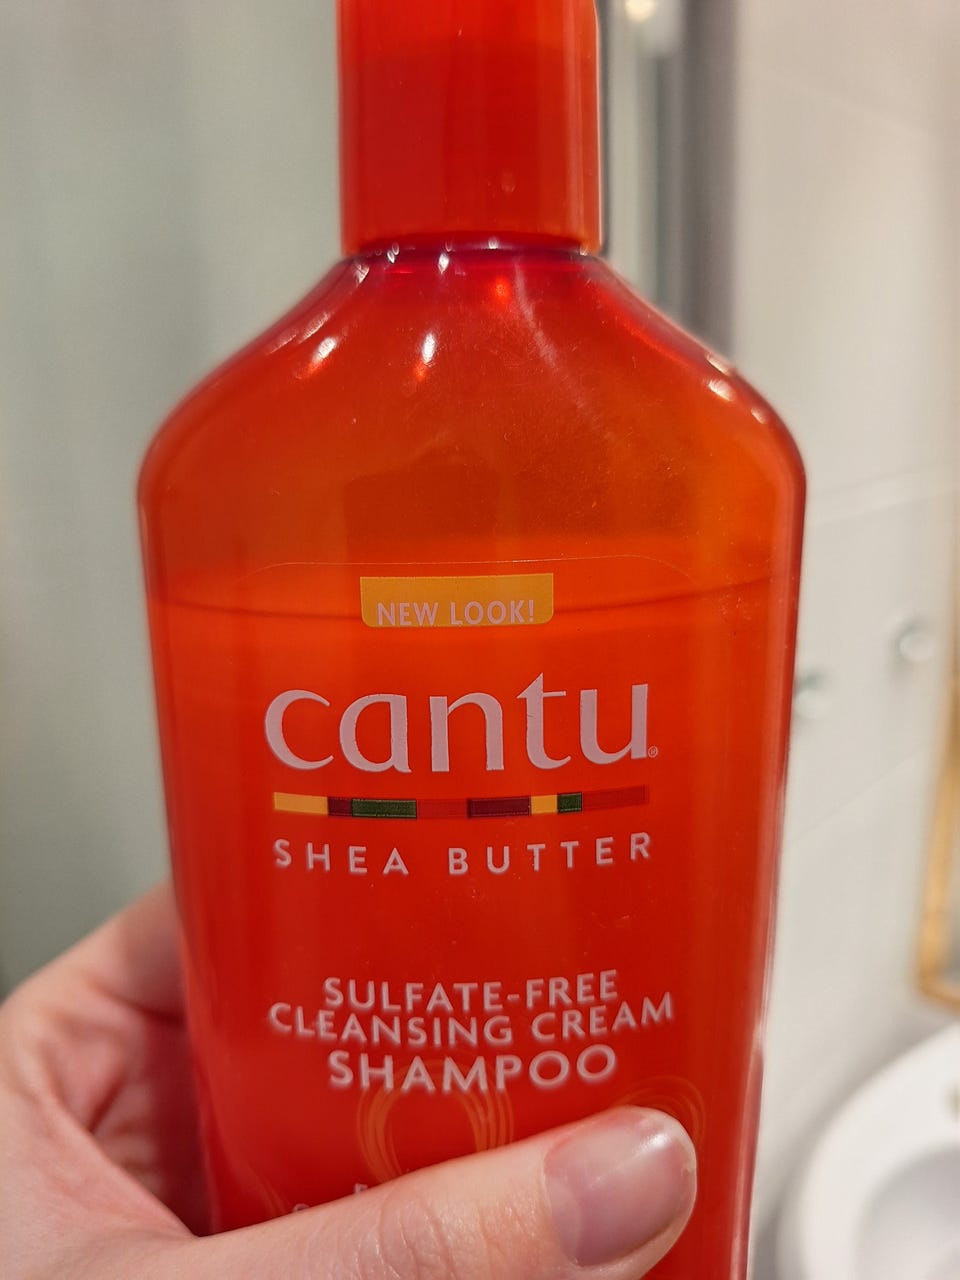 NEW LOOK!
cantu®
SHEA BUTTER
SULFATE-FREE
CLEANSING CREAM
SHAMPOO